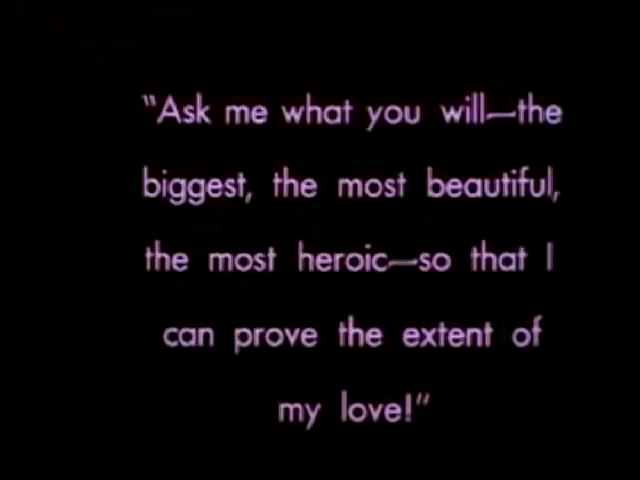 "Ask me what you will—the
biggest, the most beautiful,
the most heroic—so that I
can prove the extent of
my love!"